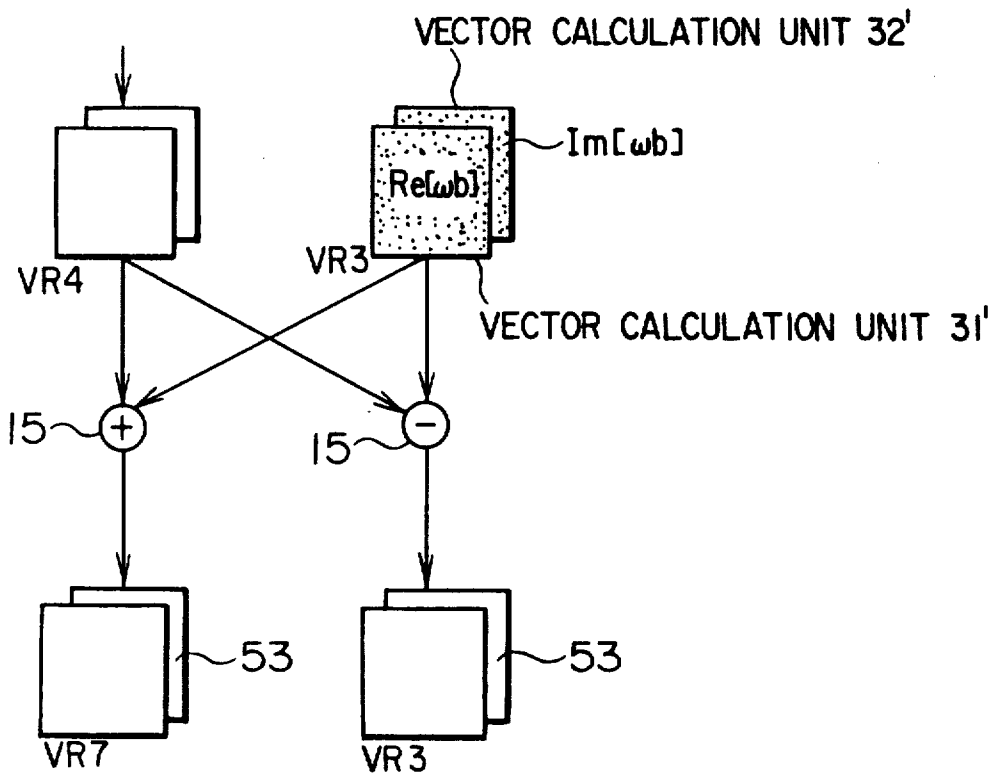 VECTOR CALCULATION UNIT 32'
Im[ωb]
Re[ωb]
VR4
VR3
VECTOR CALCULATION UNIT 31'
15
+
15
−
53
53
VR7
VR3